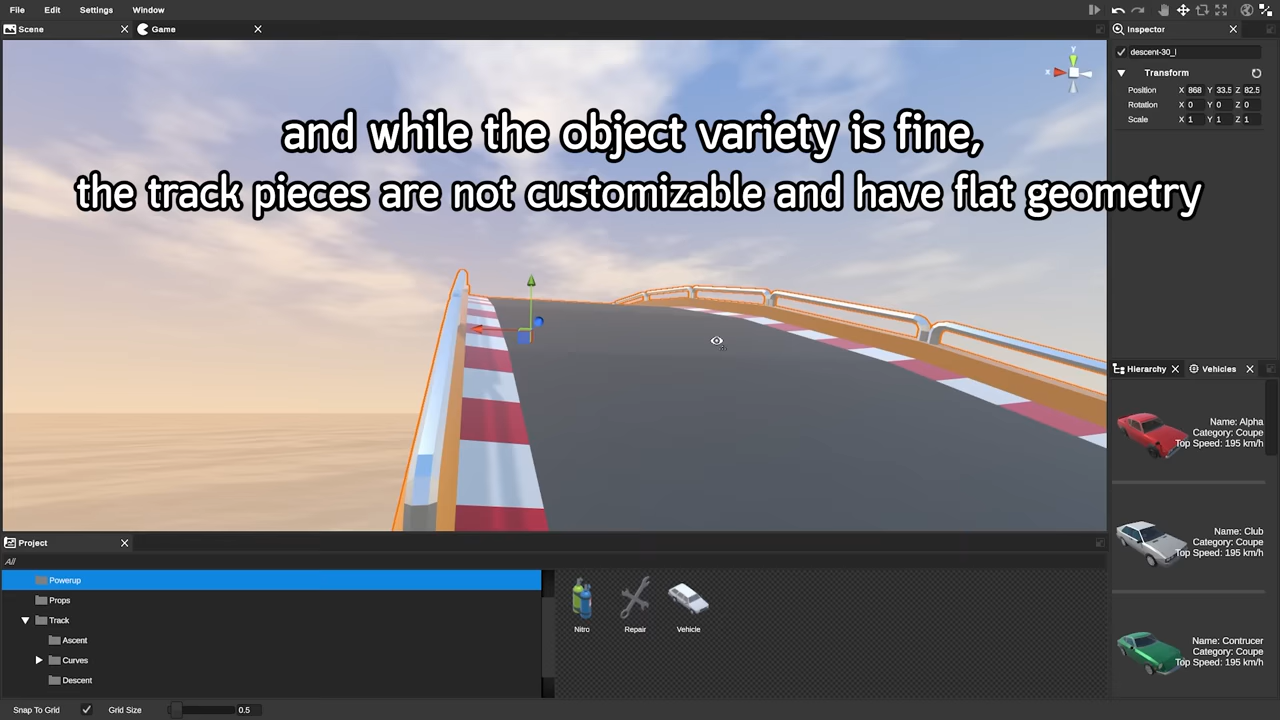 File Edit Settings Window
Scene Game
and while the object variety is fine,
the track pieces are not customizable and have flat geometry
y
x
Inspector
descent-30_l
Transform
Position X 868 Y 33.5 Z 82.5
Rotation X 0 Y 0 Z 0
Scale X 1 Y 1 Z 1
Hierarchy Vehicles
Name: Alpha
Category: Coupe
Top Speed: 195 km/h
Name: Club
Category: Coupe
Top Speed: 195 km/h
Name: Contrucer
Category: Coupe
Top Speed: 195 km/h
Project
All
Powerup
Props
Track
Ascent
Curves
Descent
Nitro Repair Vehicle
Snap To Grid Grid Size 0.5